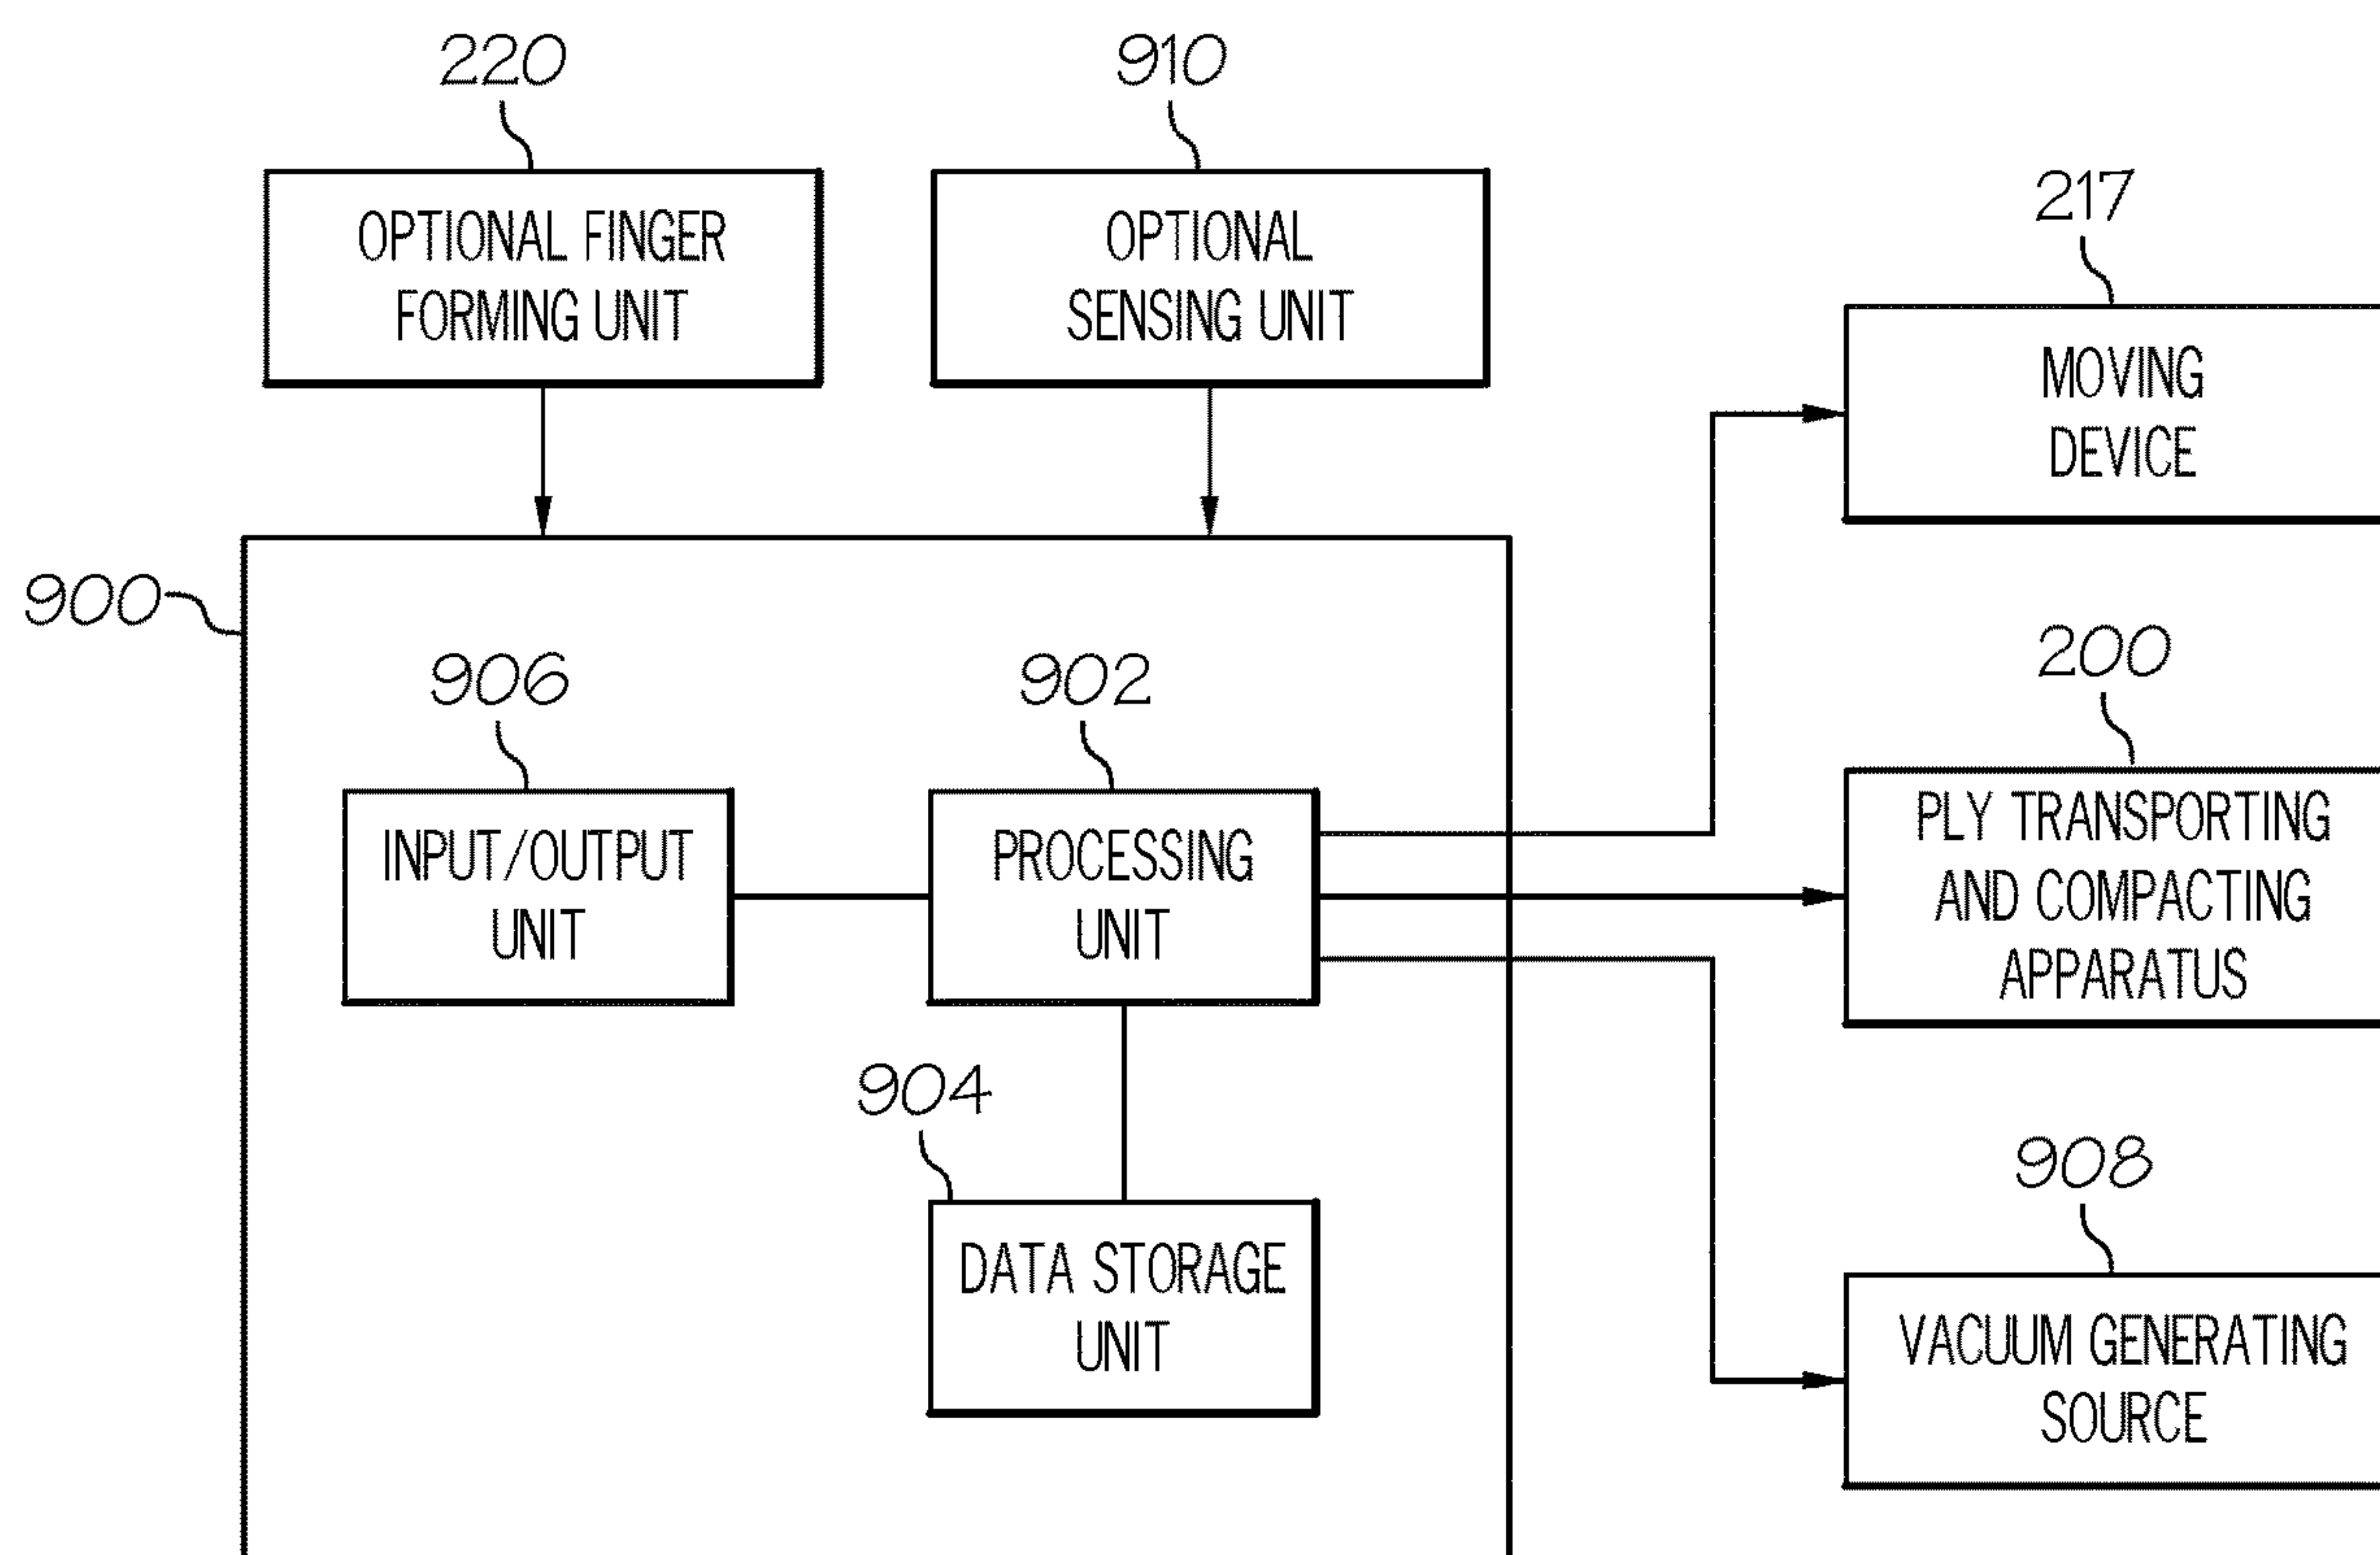 220
OPTIONAL FINGER
FORMING UNIT
910
OPTIONAL
SENSING UNIT
217
MOVING
DEVICE
900
906
INPUT/OUTPUT
UNIT
902
PROCESSING
UNIT
200
PLY TRANSPORTING
AND COMPACTING
APPARATUS
904
DATA STORAGE
UNIT
908
VACUUM GENERATING
SOURCE